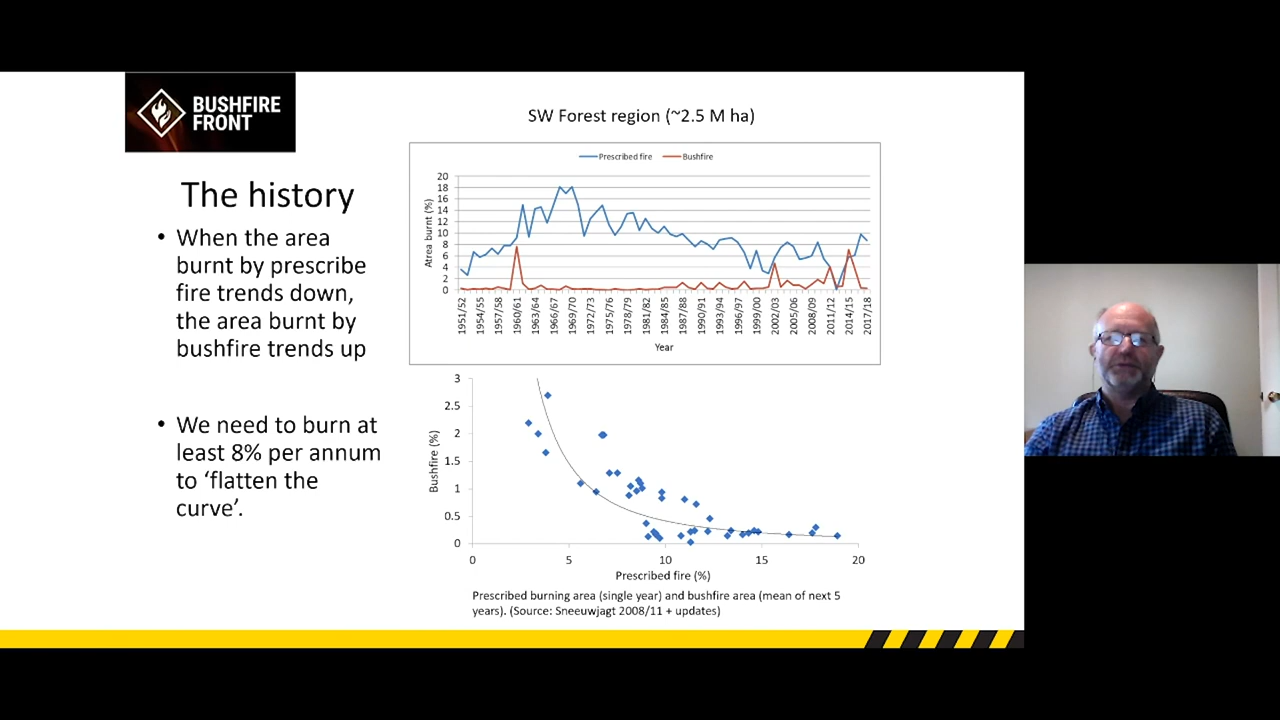 BUSHFIRE
FRONT
SW Forest region (~2.5 M ha)
The history
• When the area
burnt by prescribe
fire trends down,
the area burnt by
bushfire trends up
• We need to burn at
least 8% per annum
to ‘flatten the
curve’.
Prescribed fire Bushfire
Atrea burnt (%)
20
18
16
14
12
10
8
6
4
2
0
1951/52 1954/55 1957/58 1960/61 1963/64 1966/67 1969/70 1972/73 1975/76 1978/79 1981/82 1984/85 1987/88 1990/91 1993/94 1996/97 1999/00 2002/03 2005/06 2008/09 2011/12 2014/15 2017/18
Year
Bushfire (%)
3
2.5
2
1.5
1
0.5
0
0 5 10 15 20
Prescribed fire (%)
Prescribed burning area (single year) and bushfire area (mean of next 5
years). (Source: Sneeuwjagt 2008/11 + updates)